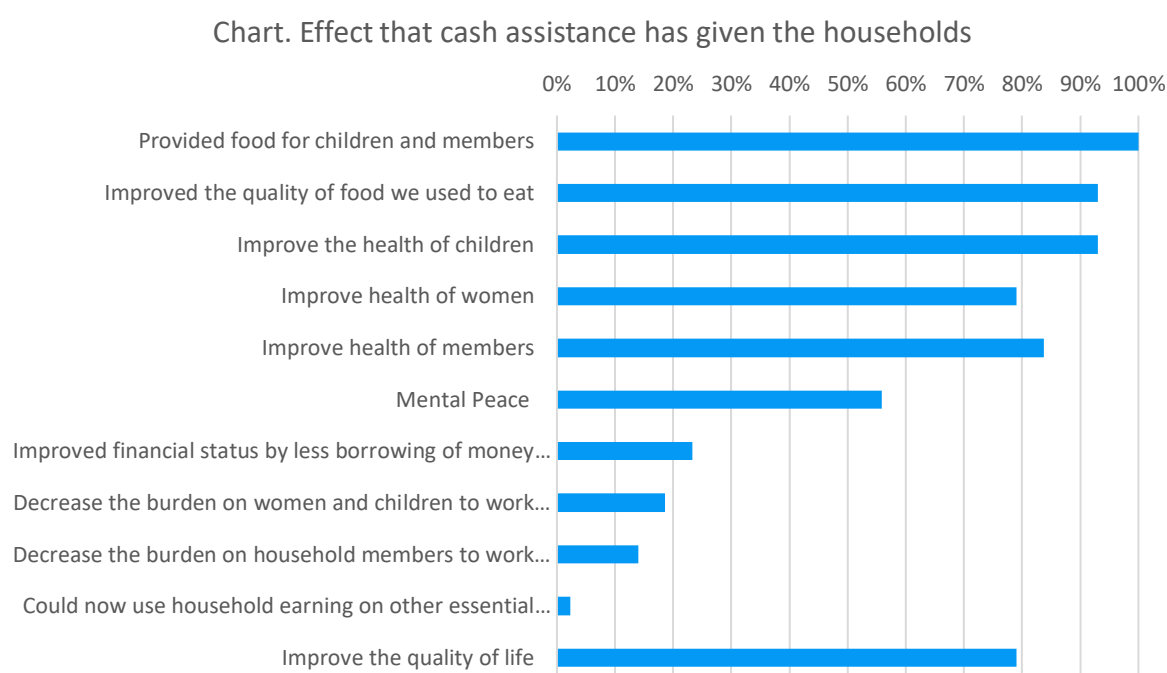 Chart. Effect that cash assistance has given the households
0% 10% 20% 30% 40% 50% 60% 70% 80% 90% 100%
Provided food for children and members
Improved the quality of food we used to eat
Improve the health of children
Improve health of women
Improve health of members
Mental Peace
Improved financial status by less borrowing of money…
Decrease the burden on women and children to work…
Decrease the burden on household members to work…
Could now use household earning on other essential…
Improve the quality of life